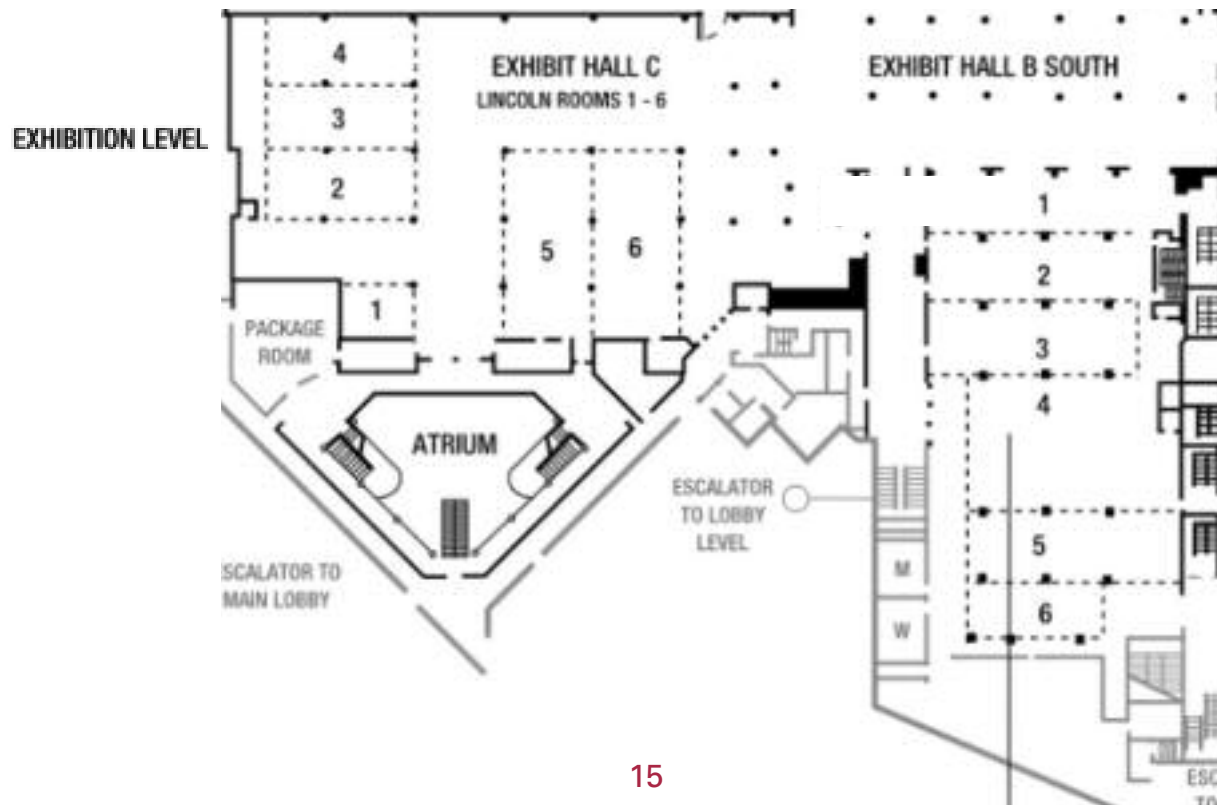 EXHIBITION LEVEL
EXHIBIT HALL C
LINCOLN ROOMS 1 - 6
4
3
2
1
5
6
PACKAGE
ROOM
ATRIUM
SCALATOR TO
MAIN LOBBY
EXHIBIT HALL B SOUTH
1
2
3
4
5
6
ESCALATOR
TO LOBBY
LEVEL
M
W
ESC
TO
15